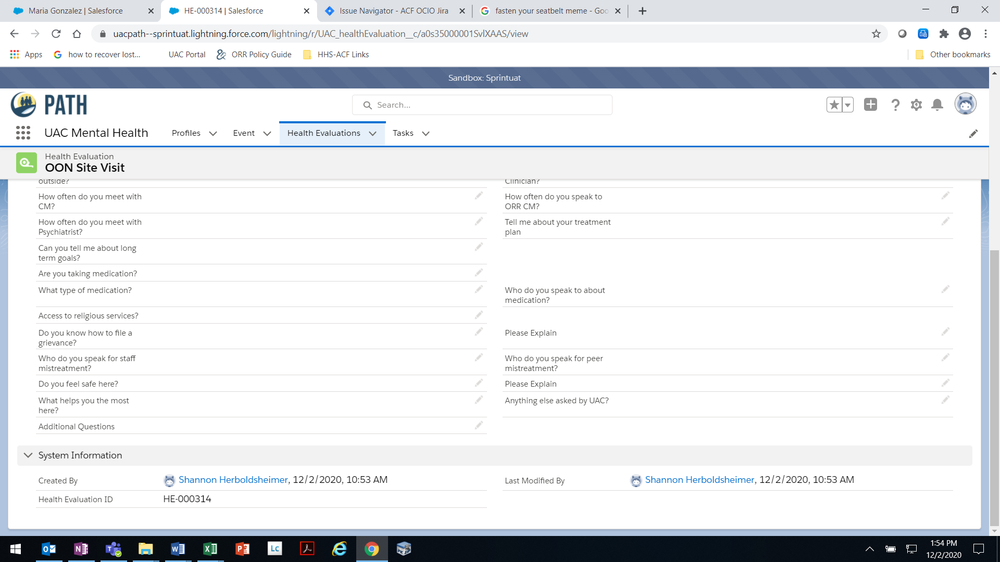 Maria Gonzalez | Salesforce
HE-000314 | Salesforce
Issue Navigator - ACF OCIO Jira
fasten your seatbelt meme - Goo
uacpath--sprintuat.lightning.force.com/lightning/r/UAC_healthEvaluation__c/a0s35000001SvlXAAS/view
Apps
how to recover lost...
UAC Portal
ORR Policy Guide
HHS-ACF Links
Other bookmarks
Sandbox: Sprintuat
PATH
Search...
UAC Mental Health
Profiles
Event
Health Evaluations
Tasks
Health Evaluation
OON Site Visit
outside?
Clinician?
How often do you meet with
CM?
How often do you speak to
ORR CM?
How often do you meet with
Psychiatrist?
Tell me about your treatment
plan
Can you tell me about long
term goals?
Are you taking medication?
What type of medication?
Who do you speak to about
medication?
Access to religious services?
Do you know how to file a
grievance?
Please Explain
Who do you speak for staff
mistreatment?
Who do you speak for peer
mistreatment?
Do you feel safe here?
Please Explain
What helps you the most
here?
Anything else asked by UAC?
Additional Questions
System Information
Created By
Shannon Herboldsheimer, 12/2/2020, 10:53 AM
Last Modified By
Shannon Herboldsheimer, 12/2/2020, 10:53 AM
Health Evaluation ID
HE-000314
Lc
1:54 PM
12/2/2020